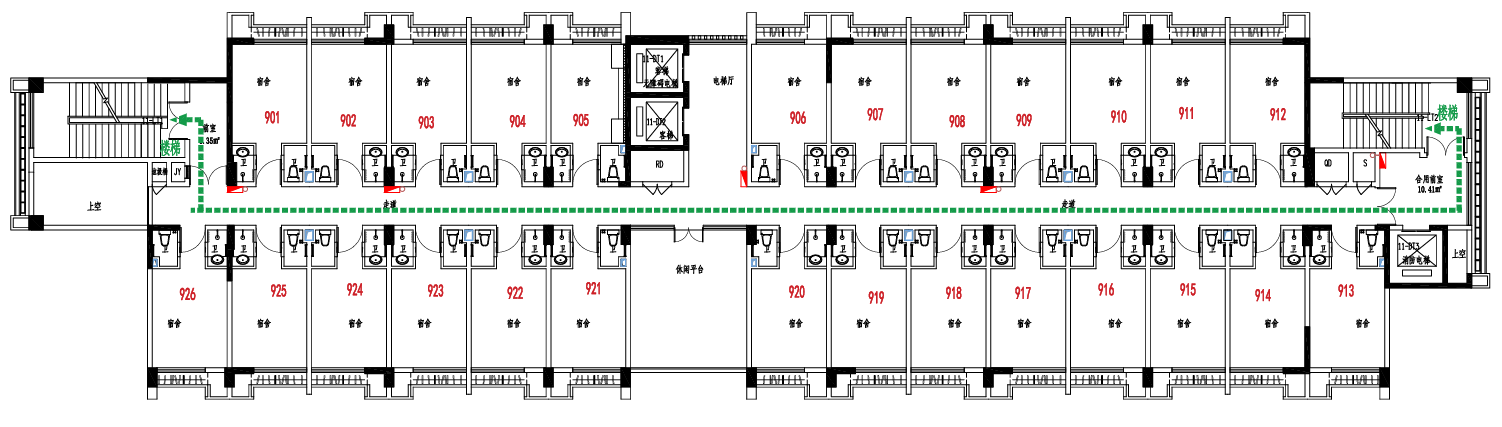 11-DT1
客梯
无障碍电梯
宿舍
宿舍
宿舍
宿舍
宿舍
电梯厅
宿舍
宿舍
宿舍
宿舍
宿舍
宿舍
宿舍
901
902
903
904
905
11-DT2
客梯
906
907
908
909
910
911
912
楼梯
前室
楼梯
卫
卫
卫
卫
卫
卫
RD
卫
卫
卫
卫
卫
卫
卫
QD
S
JY
合用前室
10.41㎡
上空
走道
走道
卫
卫
卫
卫
卫
卫
卫
卫
卫
卫
卫
卫
卫
卫
11-DT3
消防电梯
上空
休闲平台
926
925
924
923
922
921
920
919
918
917
916
915
914
913
宿舍
宿舍
宿舍
宿舍
宿舍
宿舍
宿舍
宿舍
宿舍
宿舍
宿舍
宿舍
宿舍
宿舍